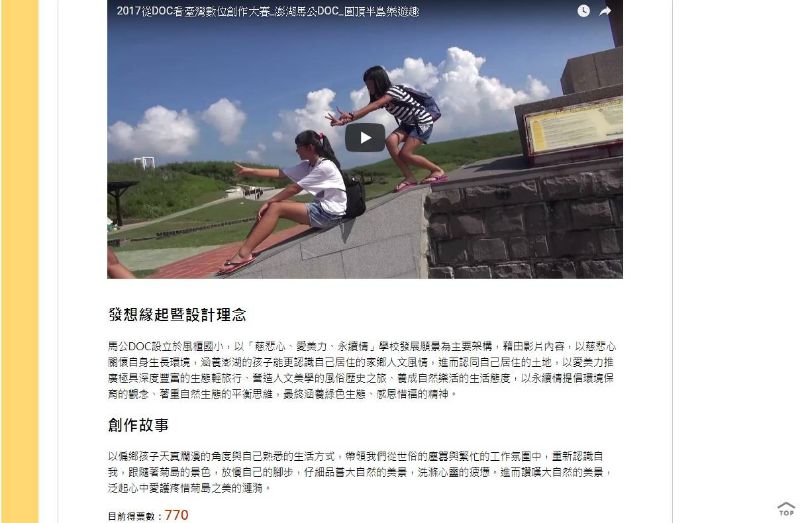 2017從DOC看臺灣數位創作大賽_澎湖馬公DOC_圓頂半島樂遊趣
發想緣起暨設計理念
馬公DOC設立於風櫃國小，以「慈悲心、愛美力、永續情」學校發展願景為主要架構，藉由影片內容，以慈悲心
關懷自身生長環境，涵養澎湖的孩子能更認識自己居住的家鄉人文風情，進而認同自己居住的土地，以愛美力推
廣極具深度豐富的生態輕旅行、營造人文美學的風俗歷史之旅、養成自然樂活的生活態度，以永續情提倡環境保
育的觀念、著重自然生態的平衡思維，最終涵養綠色生態、感恩惜福的精神。
創作故事
以偏鄉孩子天真爛漫的角度與自己熟悉的生活方式，帶領我們從世俗的塵囂與繁忙的工作氛圍中，重新認識自
我，跟隨著菊島的景色，放慢自己的腳步，仔細品嘗大自然的美景，洗滌心靈的疲憊。進而讚嘆大自然的美景，
泛起心中愛護疼惜菊島之美的漣漪。
目前得票數：770
TOP